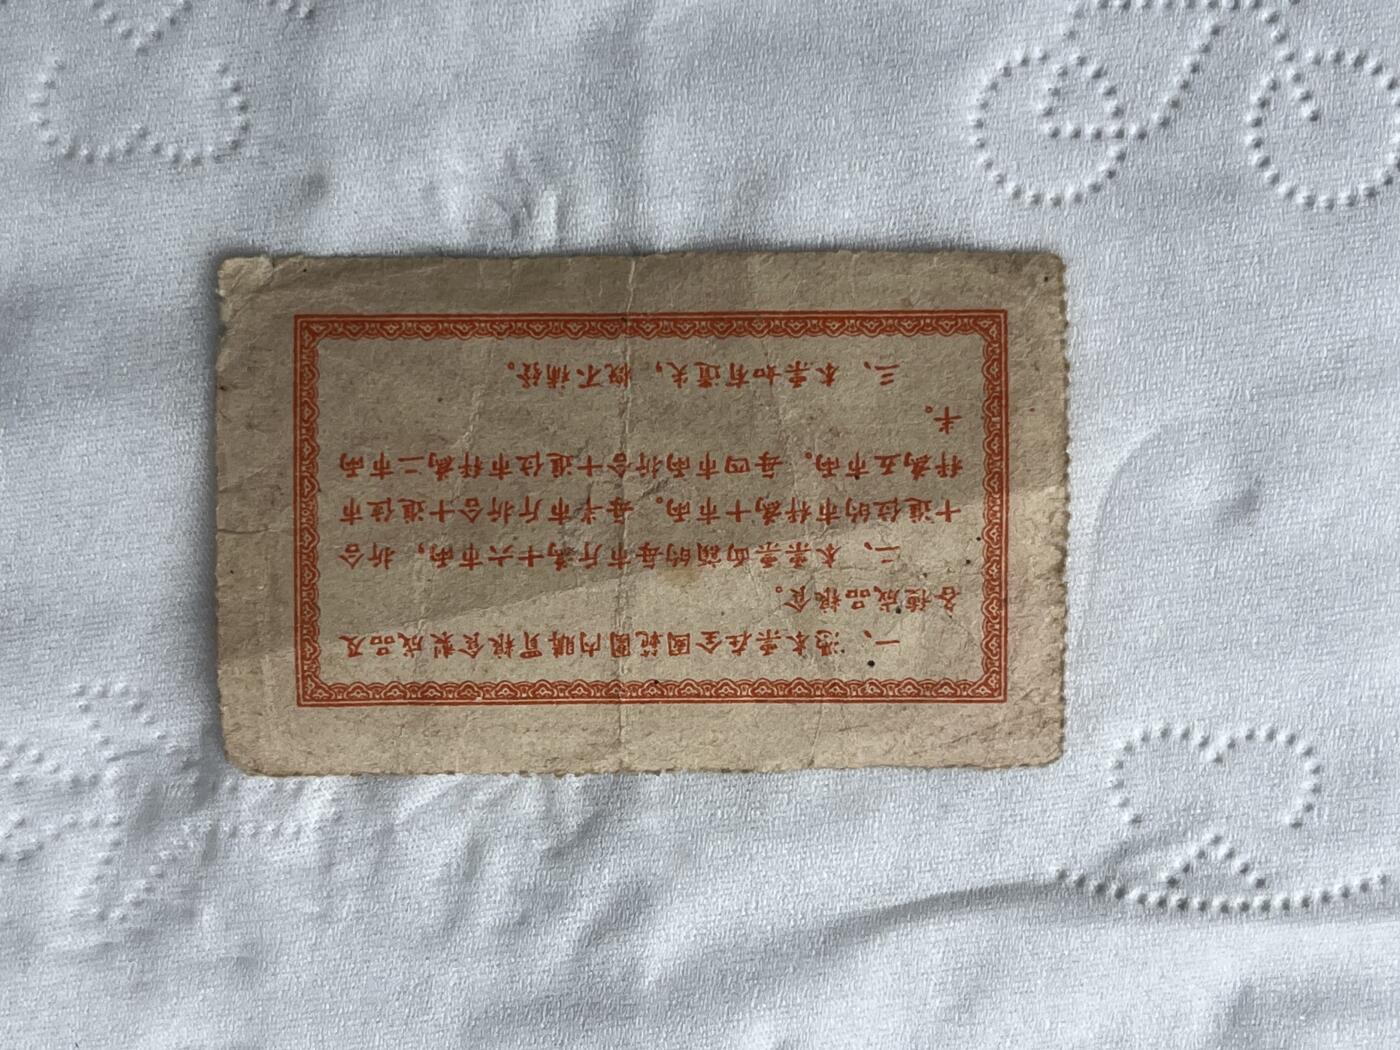 一、憑本票在全國範圍內購買糧食製成品及
各種成品糧食。
二、本票票面額的每市斤為十六市兩，折合
十進位的市秤為十市兩。每半市斤折合十進位市
秤為五市兩。每四市兩折合十進位市秤為二市兩
半。
三、本票如有遺失，概不補發。